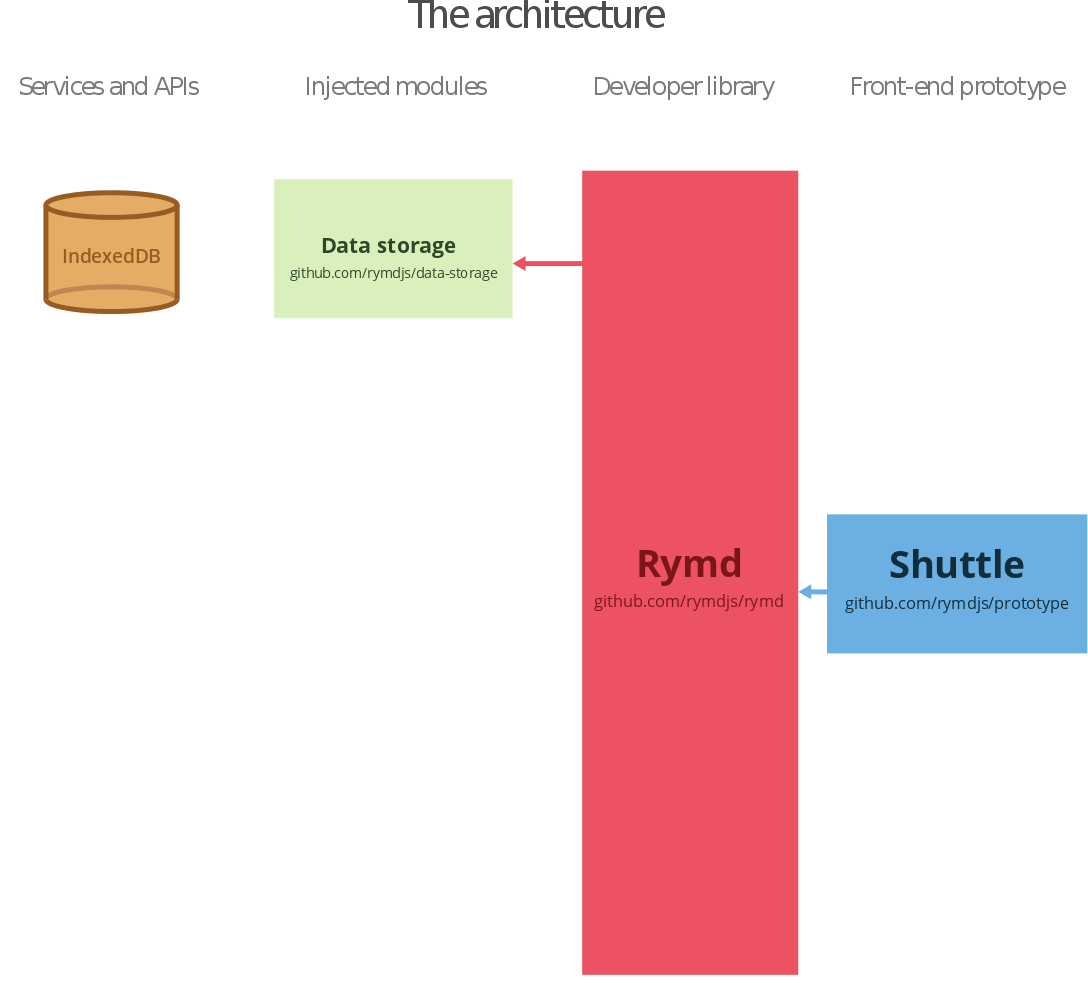 The architecture
Services and APIs
Injected modules
Developer library
Front-end prototype
IndexedDB
Data storage
github.com/rymdjs/data-storage
Rymd
github.com/rymdjs/rymd
Shuttle
github.com/rymdjs/prototype